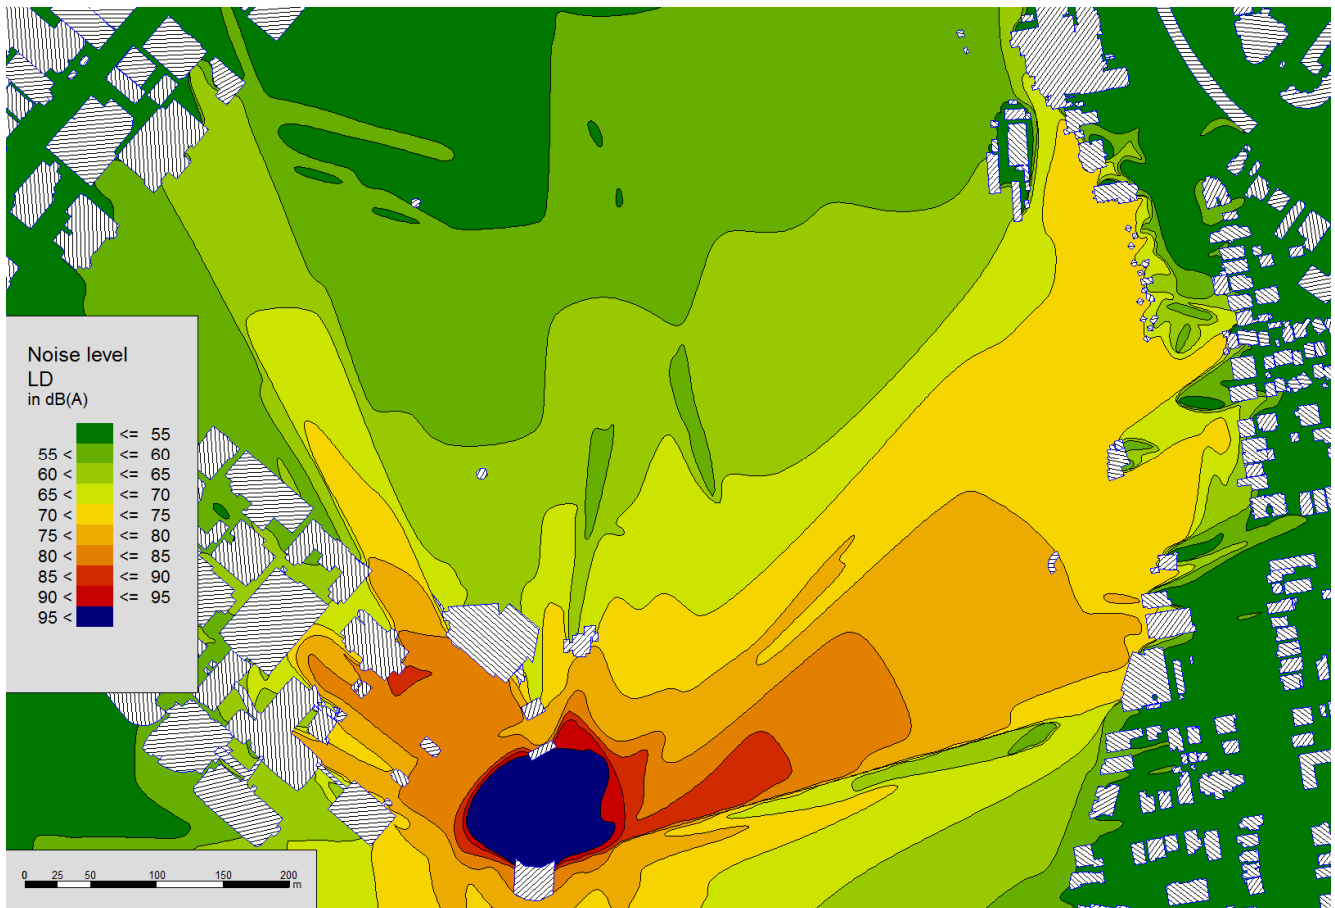 Noise level
LD
in dB(A)
<= 55
55 < <= 60
60 < <= 65
65 < <= 70
70 < <= 75
75 < <= 80
80 < <= 85
85 < <= 90
90 < <= 95
95 <
0 25 50 100 150 200
m